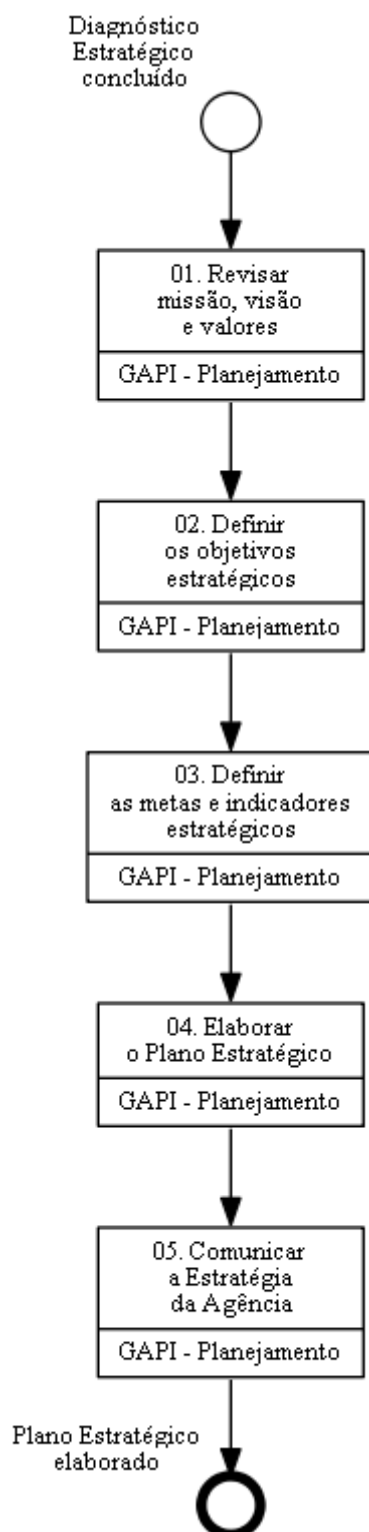 Diagnóstico
Estratégico
concluído
01. Revisar
missão, visão
e valores
GAPI - Planejamento
02. Definir
os objetivos
estratégicos
GAPI - Planejamento
03. Definir
as metas e indicadores
estratégicos
GAPI - Planejamento
04. Elaborar
o Plano Estratégico
GAPI - Planejamento
05. Comunicar
a Estratégia
da Agência
GAPI - Planejamento
Plano Estratégico
elaborado